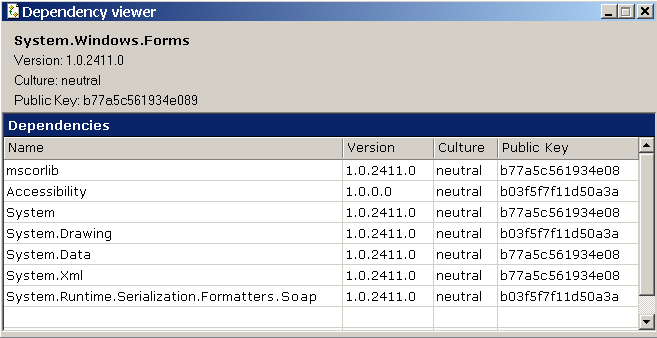 Dependency viewer
System.Windows.Forms
Version: 1.0.2411.0
Culture: neutral
Public Key: b77a5c561934e089
Dependencies
Name Version Culture Public Key
mscorlib 1.0.2411.0 neutral b77a5c561934e08
Accessibility 1.0.0.0 neutral b03f5f7f11d50a3a
System 1.0.2411.0 neutral b77a5c561934e08
System.Drawing 1.0.2411.0 neutral b03f5f7f11d50a3a
System.Data 1.0.2411.0 neutral b77a5c561934e08
System.Xml 1.0.2411.0 neutral b77a5c561934e08
System.Runtime.Serialization.Formatters.Soap 1.0.2411.0 neutral b03f5f7f11d50a3a